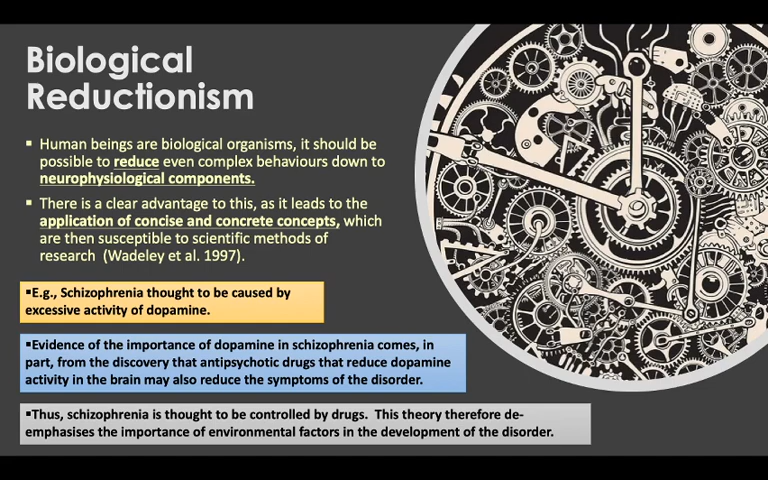 Biological
Reductionism
▪ Human beings are biological organisms, it should be
possible to reduce even complex behaviours down to
neurophysiological components.
▪ There is a clear advantage to this, as it leads to the
application of concise and concrete concepts, which
are then susceptible to scientific methods of
research (Wadeley et al. 1997).
▪E.g., Schizophrenia thought to be caused by
excessive activity of dopamine.
▪Evidence of the importance of dopamine in schizophrenia comes, in
part, from the discovery that antipsychotic drugs that reduce dopamine
activity in the brain may also reduce the symptoms of the disorder.
▪Thus, schizophrenia is thought to be controlled by drugs. This theory therefore de-
emphasises the importance of environmental factors in the development of the disorder.